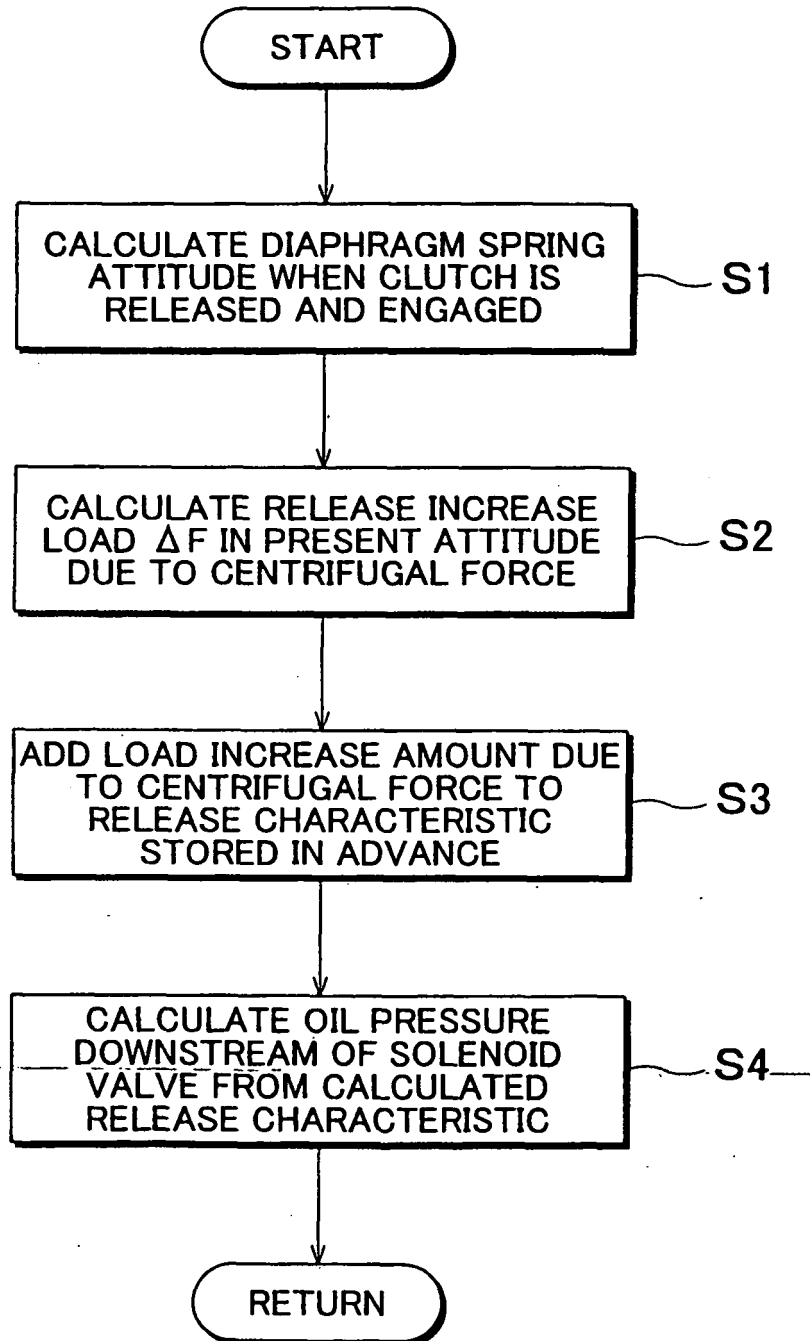 START
CALCULATE DIAPHRAGM SPRING
ATTITUDE WHEN CLUTCH IS
RELEASED AND ENGAGED
S1
CALCULATE RELEASE INCREASE
LOAD ΔF IN PRESENT ATTITUDE
DUE TO CENTRIFUGAL FORCE
S2
ADD LOAD INCREASE AMOUNT DUE
TO CENTRIFUGAL FORCE TO
RELEASE CHARACTERISTIC
STORED IN ADVANCE
S3
CALCULATE OIL PRESSURE
DOWNSTREAM OF SOLENOID
VALVE FROM CALCULATED
RELEASE CHARACTERISTIC
S4
RETURN